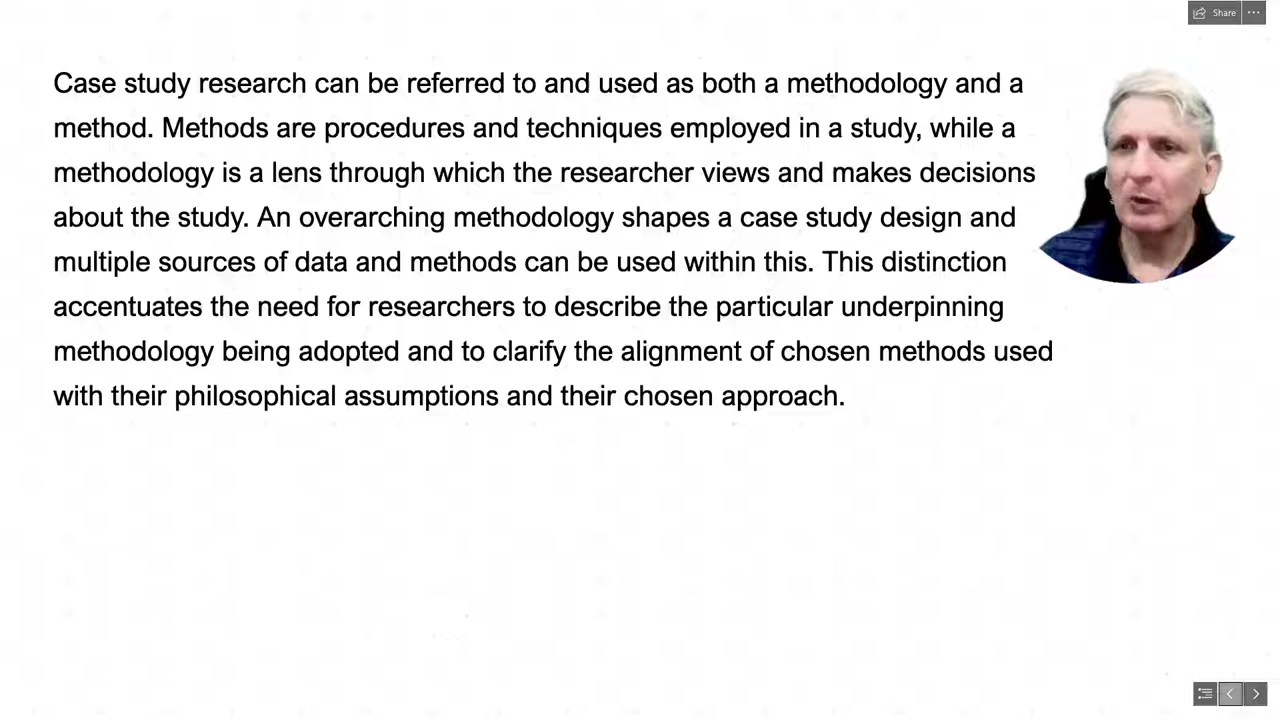 Share
Case study research can be referred to and used as both a methodology and a
method. Methods are procedures and techniques employed in a study, while a
methodology is a lens through which the researcher views and makes decisions
about the study. An overarching methodology shapes a case study design and
multiple sources of data and methods can be used within this. This distinction
accentuates the need for researchers to describe the particular underpinning
methodology being adopted and to clarify the alignment of chosen methods used
with their philosophical assumptions and their chosen approach.